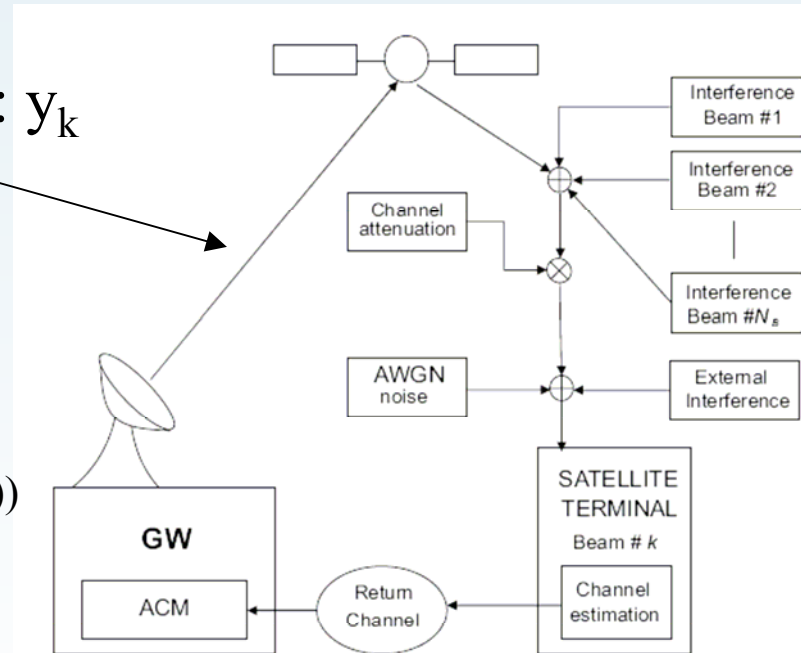 : yₖ
Interference
Beam #1
Interference
Beam #2
Channel
attenuation
Interference
Beam #N_B
AWGN
noise
External
Interference
))
SATELLITE
TERMINAL
Beam # k
GW
ACM
Return
Channel
Channel
estimation